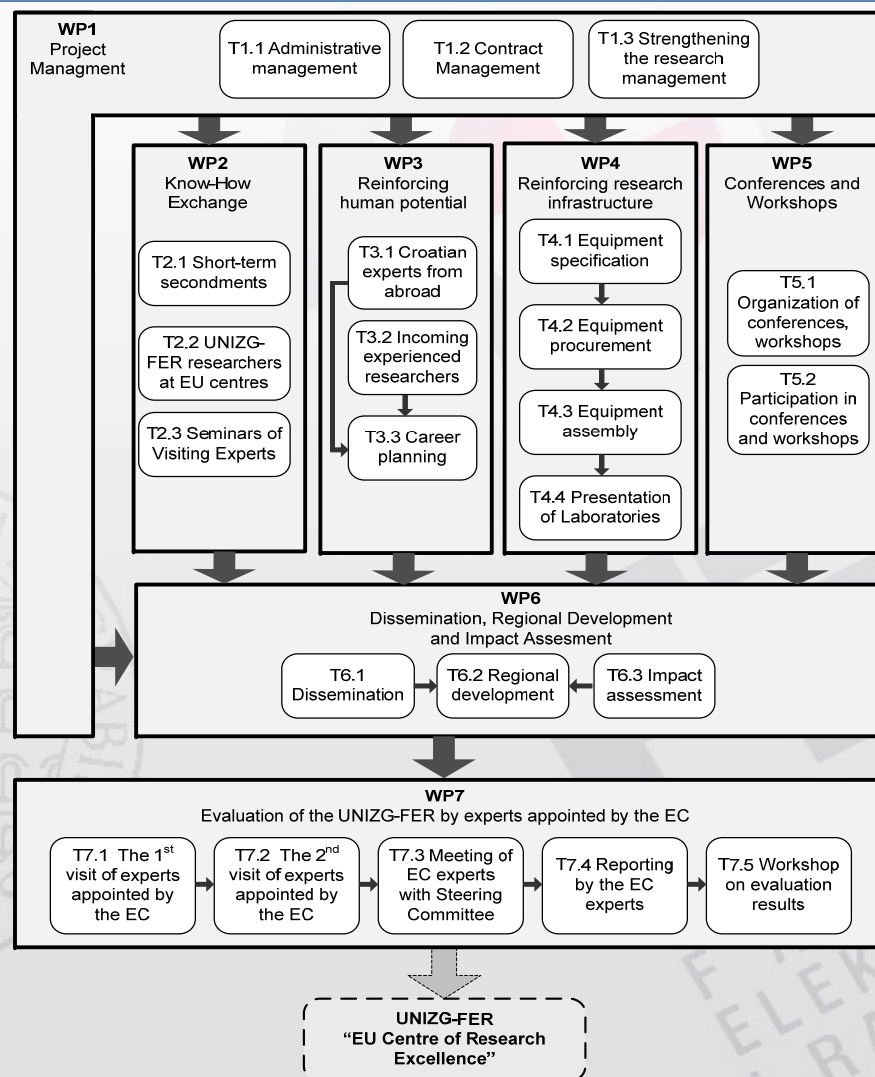 WP1
Project
Managment
T1.1 Administrative
management
T1.2 Contract
Management
T1.3 Strengthening
the research
management
WP2
Know-How
Exchange
T2.1 Short-term
secondments
T2.2 UNIZG-
FER researchers
at EU centres
T2.3 Seminars of
Visiting Experts
WP3
Reinforcing
human potential
T3.1 Croatian
experts from
abroad
T3.2 Incoming
experienced
researchers
T3.3 Career
planning
WP4
Reinforcing research
infrastructure
T4.1 Equipment
specification
T4.2 Equipment
procurement
T4.3 Equipment
assembly
T4.4 Presentation
of Laboratories
WP5
Conferences and
Workshops
T5.1
Organization of
conferences,
workshops
T5.2
Participation in
conferences
and workshops
WP6
Dissemination, Regional Development
and Impact Assesment
T6.1
Dissemination
T6.2 Regional
development
T6.3 Impact
assessment
WP7
Evaluation of the UNIZG-FER by experts appointed by the EC
T7.1 The 1st
visit of experts
appointed by
the EC
T7.2 The 2nd
visit of experts
appointed by
the EC
T7.3 Meeting of
EC experts
with Steering
Committee
T7.4 Reporting
by the EC
experts
T7.5 Workshop
on evaluation
results
UNIZG-FER
“EU Centre of Research
Excellence”